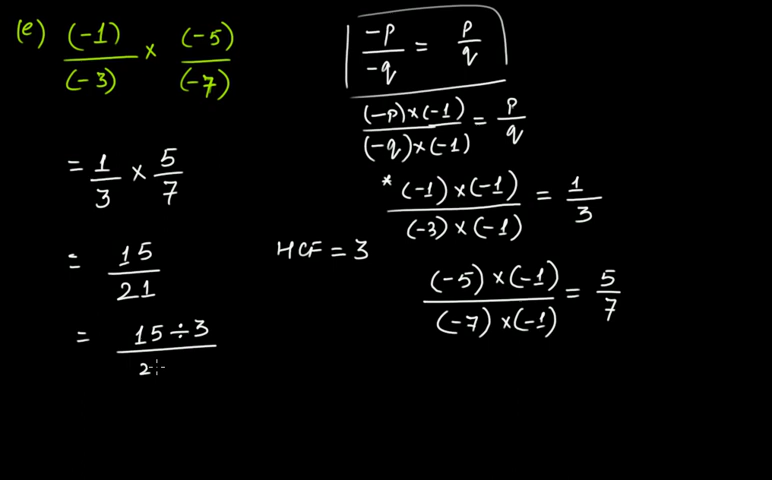 (e) (-1)/(-3) × (-5)/(-7)
= 1/3 × 5/7
= 15/21
HCF = 3
= 15÷3/2
-p/-q = p/q
(-p)×(-1)/(-q)×(-1) = p/q
* (-1)×(-1)/(-3)×(-1) = 1/3
(-5)×(-1)/(-7)×(-1) = 5/7